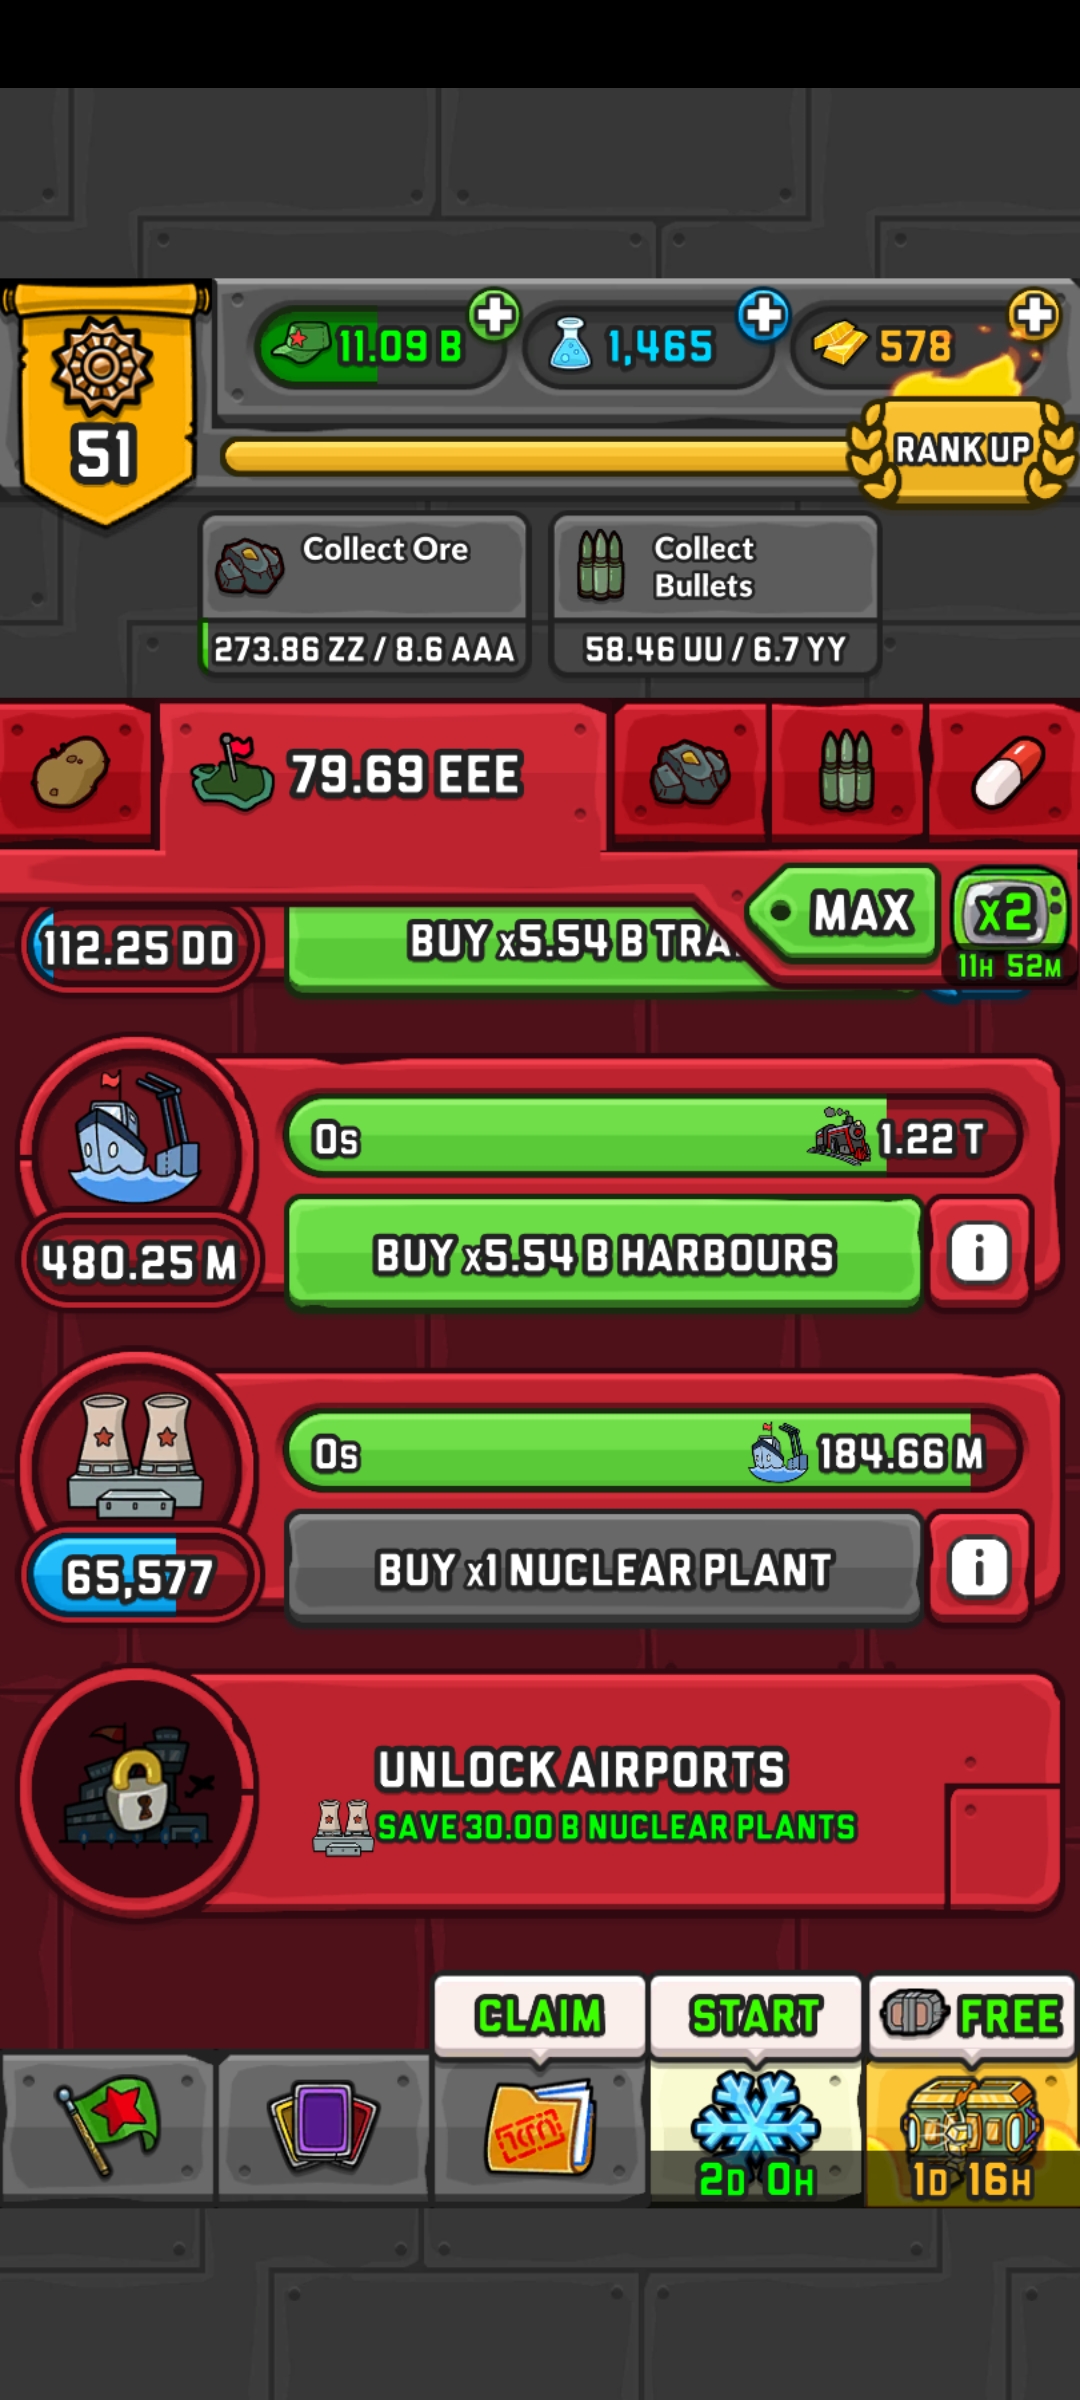 11.09 B
1,465
578
51
RANK UP
Collect Ore
273.86 ZZ / 8.6 AAA
Collect
Bullets
58.46 UU / 6.7 YY
79.69 EEE
MAX
x2
11H 52M
112.25 DD
BUY x5.54 B TRA
0s
1.22 T
480.25 M
BUY x5.54 B HARBOURS
i
0s
184.66 M
65,577
BUY x1 NUCLEAR PLANT
i
UNLOCK AIRPORTS
SAVE 30.00 B NUCLEAR PLANTS
CLAIM
START
FREE
2D 0H
1D 16H